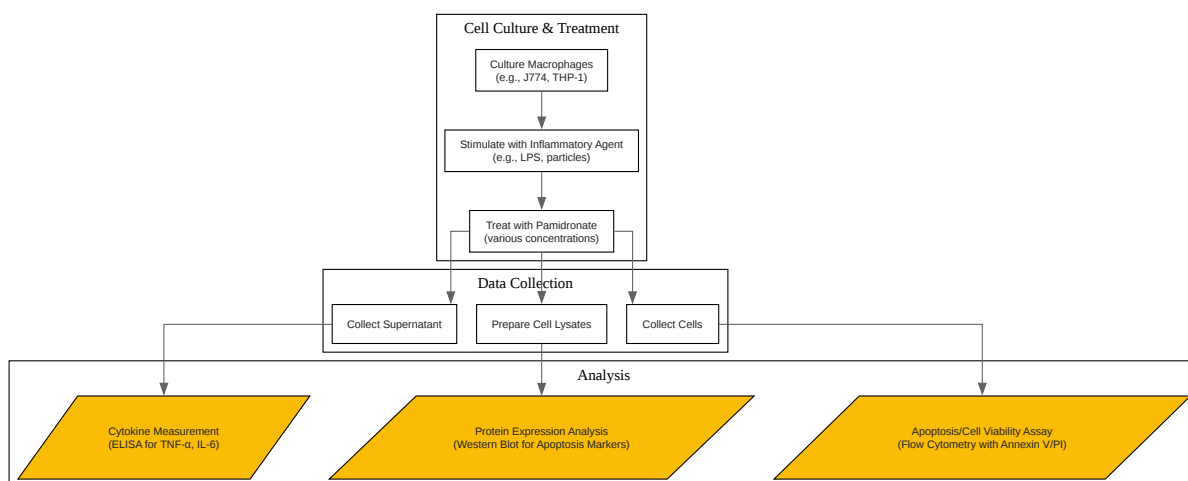 Cell Culture & Treatment
Culture Macrophages
(e.g., J774, THP-1)
Stimulate with Inflammatory Agent
(e.g., LPS, particles)
Treat with Pamidronate
(various concentrations)
Data Collection
Collect Supernatant
Prepare Cell Lysates
Collect Cells
Analysis
Cytokine Measurement
(ELISA for TNF-α, IL-6)
Protein Expression Analysis
(Western Blot for Apoptosis Markers)
Apoptosis/Cell Viability Assay
(Flow Cytometry with Annexin V/PI)